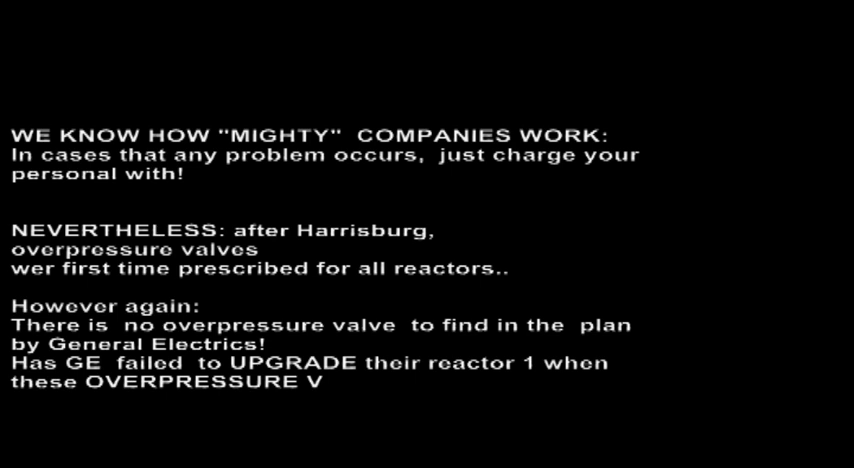 WE KNOW HOW "MIGHTY" COMPANIES WORK:
In cases that any problem occurs, just charge your
personal with!
NEVERTHELESS: after Harrisburg,
overpressure valves
wer first time prescribed for all reactors..
However again:
There is no overpressure valve to find in the plan
by General Electrics!
Has GE failed to UPGRADE their reactor 1 when
these OVERPRESSURE V